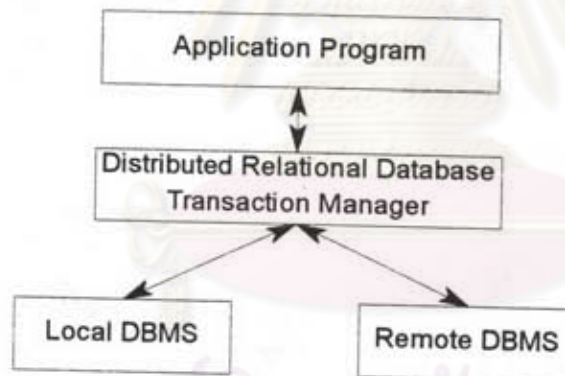 Application Program
Distributed Relational Database
Transaction Manager
Local DBMS
Remote DBMS